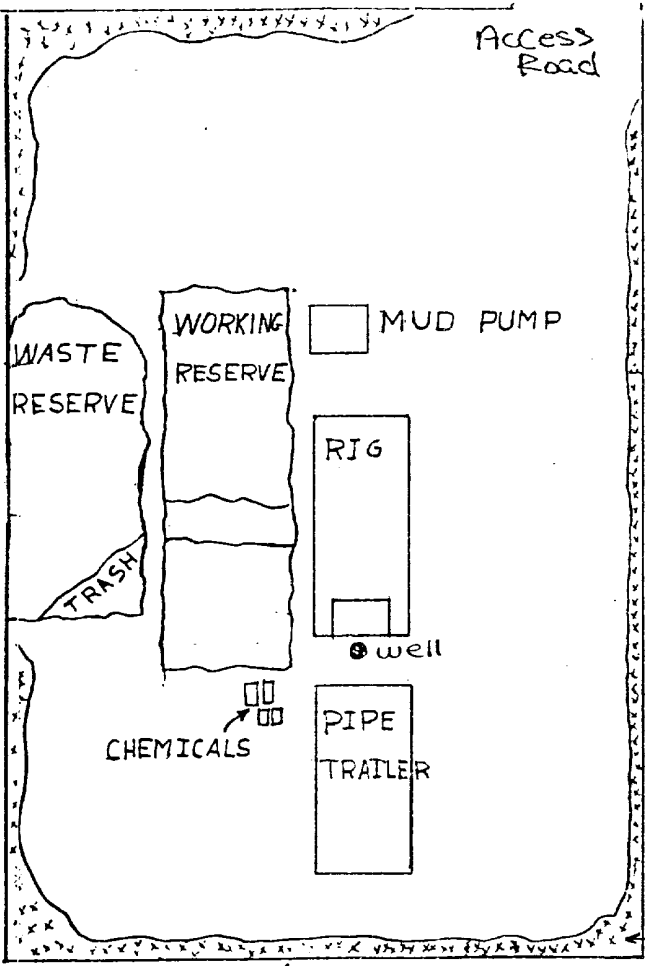 Access
Road
WORKING
RESERVE
MUD PUMP
WASTE
RESERVE
RIG
TRASH
well
CHEMICALS
PIPE
TRAILER